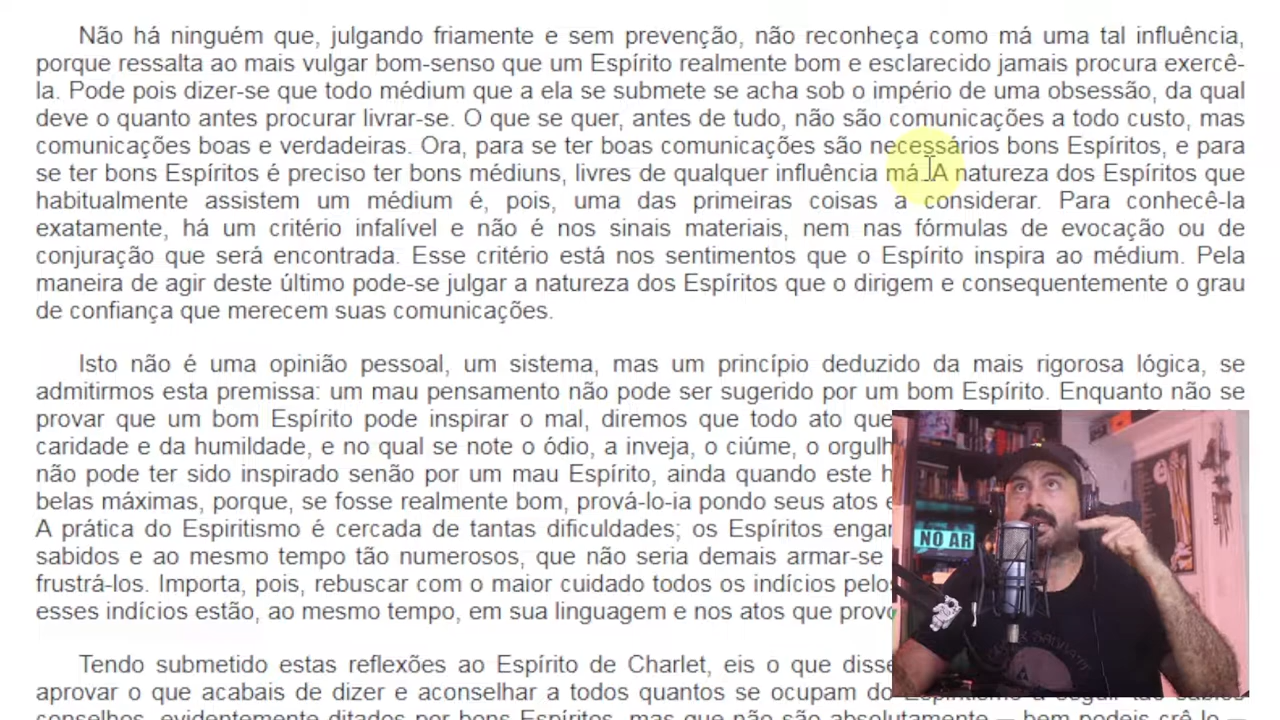 Não há ninguém que, julgando friamente e sem prevenção, não reconheça como má uma tal influência,
porque ressalta ao mais vulgar bom-senso que um Espírito realmente bom e esclarecido jamais procura exercê-
la. Pode pois dizer-se que todo médium que a ela se submete se acha sob o império de uma obsessão, da qual
deve o quanto antes procurar livrar-se. O que se quer, antes de tudo, não são comunicações a todo custo, mas
comunicações boas e verdadeiras. Ora, para se ter boas comunicações são necessários bons Espíritos, e para
se ter bons Espíritos é preciso ter bons médiuns, livres de qualquer influência má. A natureza dos Espíritos que
habitualmente assistem um médium é, pois, uma das primeiras coisas a considerar. Para conhecê-la
exatamente, há um critério infalível e não é nos sinais materiais, nem nas fórmulas de evocação ou de
conjuração que será encontrada. Esse critério está nos sentimentos que o Espírito inspira ao médium. Pela
maneira de agir deste último pode-se julgar a natureza dos Espíritos que o dirigem e consequentemente o grau
de confiança que merecem suas comunicações.
Isto não é uma opinião pessoal, um sistema, mas um princípio deduzido da mais rigorosa lógica, se
admitirmos esta premissa: um mau pensamento não pode ser sugerido por um bom Espírito. Enquanto não se
provar que um bom Espírito pode inspirar o mal, diremos que todo ato que
caridade e da humildade, e no qual se note o ódio, a inveja, o ciúme, o orgulh
não pode ter sido inspirado senão por um mau Espírito, ainda quando este h
belas máximas, porque, se fosse realmente bom, prová-lo-ia pondo seus atos e
A prática do Espiritismo é cercada de tantas dificuldades; os Espíritos engan
sabidos e ao mesmo tempo tão numerosos, que não seria demais armar-se
frustrá-los. Importa, pois, rebuscar com o maior cuidado todos os indícios pelos
esses indícios estão, ao mesmo tempo, em sua linguagem e nos atos que provo
NO AR
Tendo submetido estas reflexões ao Espírito de Charlet, eis o que disse
aprovar o que acabais de dizer e aconselhar a todos quantos se ocupam do
conselhos, evidentemente ditados por bons Espíritos, mas que não são absolutamente — bem podeis crê-lo —